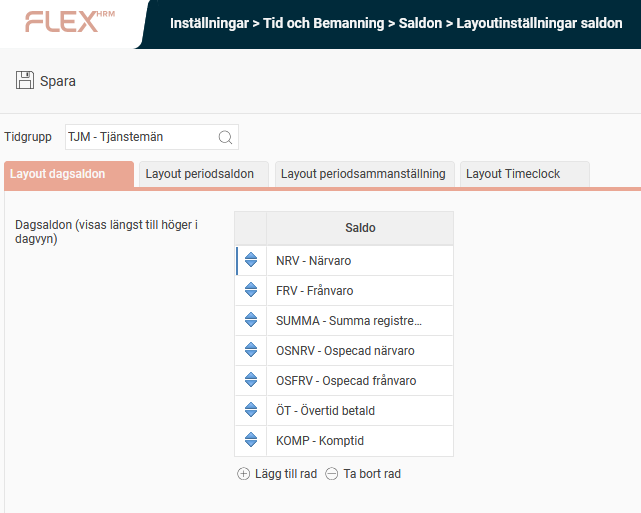 FLEX HRM
Inställningar > Tid och Bemanning > Saldon > Layoutinställningar saldon
Spara
Tidgrupp
TJM - Tjänstemän
Layout dagsaldon
Layout periodsaldon
Layout periodsammanställning
Layout Timeclock
Dagsaldon (visas längst till höger i
dagvyn)
Saldo
NRV - Närvaro
FRV - Frånvaro
SUMMA - Summa registre...
OSNRV - Ospecad närvaro
OSFRV - Ospecad frånvaro
ÖT - Övertid betald
KOMP - Komptid
Lägg till rad
Ta bort rad